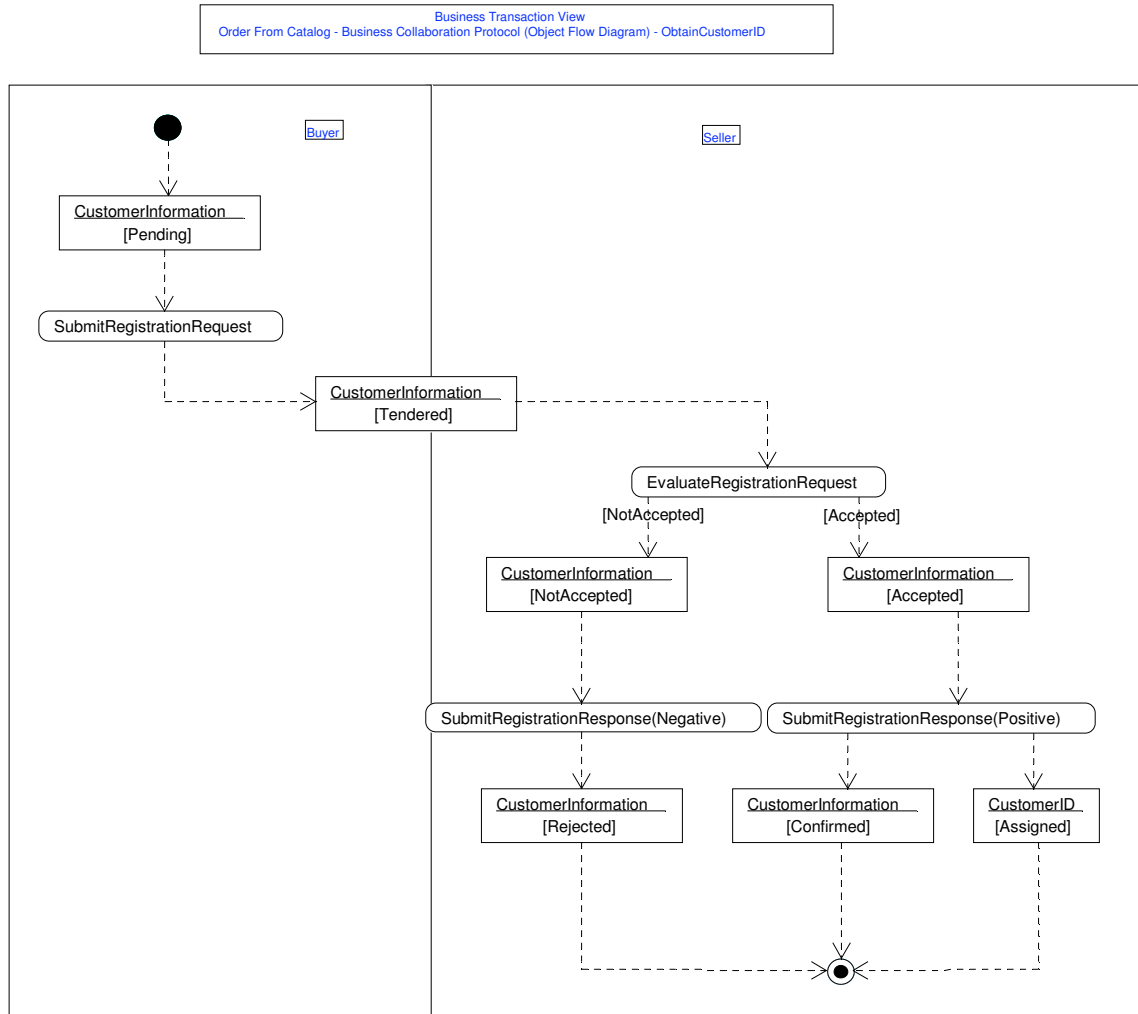 Business Transaction View
Order From Catalog - Business Collaboration Protocol (Object Flow Diagram) - ObtainCustomerID
Buyer
Seller
CustomerInformation
[Pending]
SubmitRegistrationRequest
CustomerInformation
[Tendered]
EvaluateRegistrationRequest
[NotAccepted]
[Accepted]
CustomerInformation
[NotAccepted]
CustomerInformation
[Accepted]
SubmitRegistrationResponse(Negative)
SubmitRegistrationResponse(Positive)
CustomerInformation
[Rejected]
CustomerInformation
[Confirmed]
CustomerID
[Assigned]